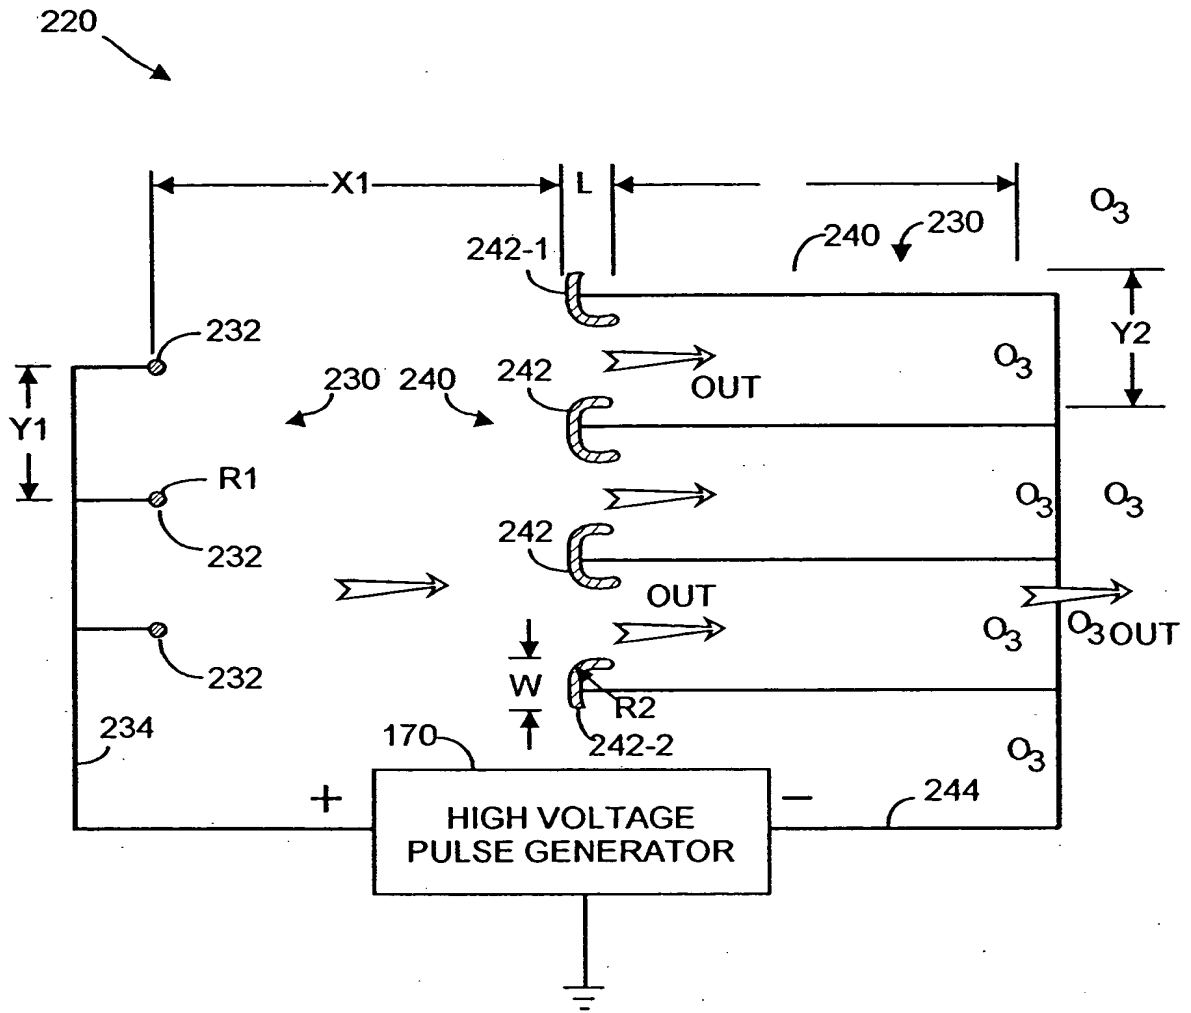 220
X1
L
O3
242-1
240
230
232
Y2
Y1
230
240
242
OUT
O3
R1
232
242
O3
O3
OUT
O3
O3
OUT
232
W
R2
242-2
234
170
O3
+
HIGH VOLTAGE
PULSE GENERATOR
−
244